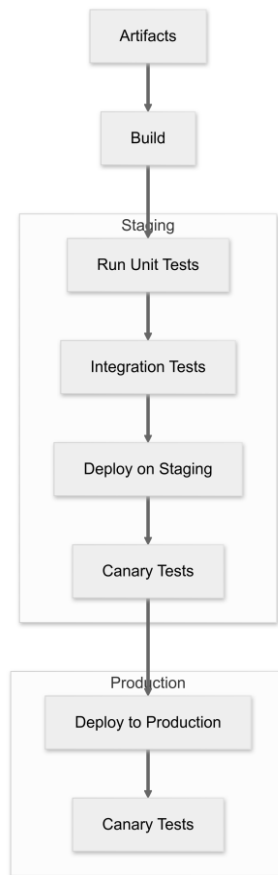 Artifacts
Build
Staging
Run Unit Tests
Integration Tests
Deploy on Staging
Canary Tests
Production
Deploy to Production
Canary Tests